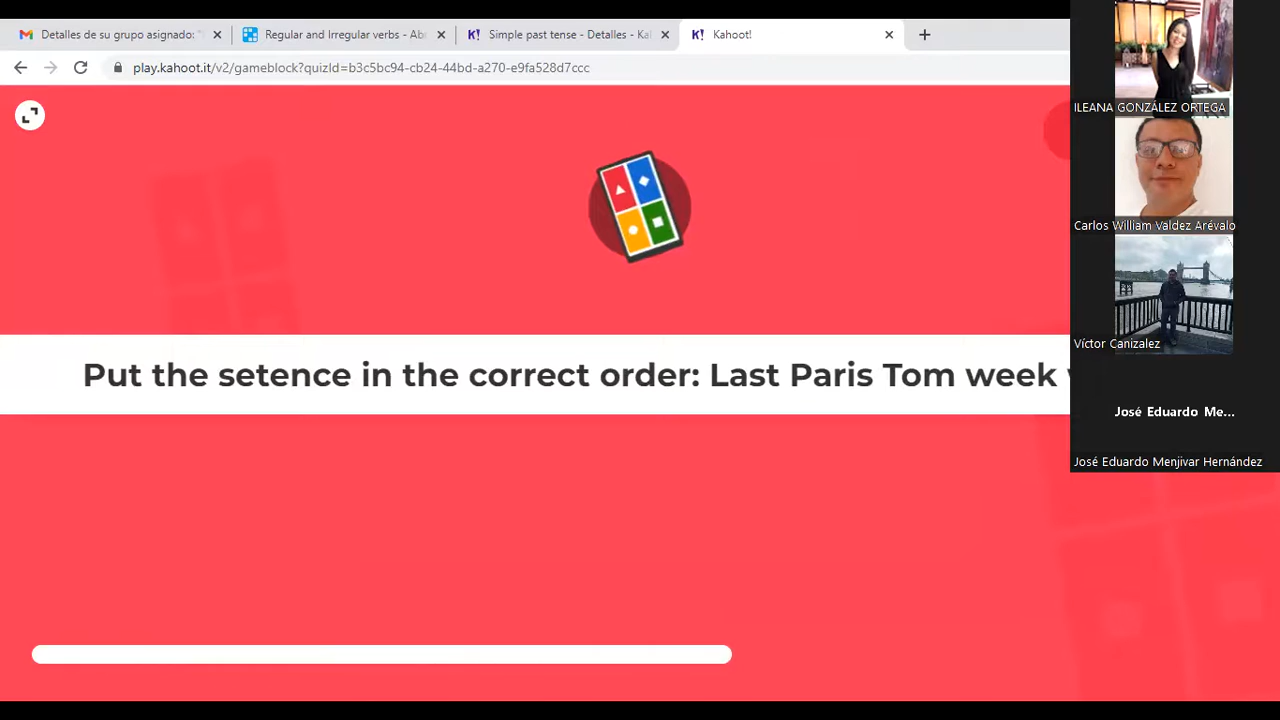 Detalles de su grupo asignado: "
Regular and Irregular verbs - Ab
Simple past tense - Detalles - Ka
Kahoot!
play.kahoot.it/v2/gameblock?quizId=b3c5bc94-cb24-44bd-a270-e9fa528d7ccc
Put the setence in the correct order: Last Paris Tom week
ILEANA GONZÁLEZ ORTEGA
Carlos William Valdez Arévalo
Víctor Canizalez
José Eduardo Me...
José Eduardo Menjivar Hernández